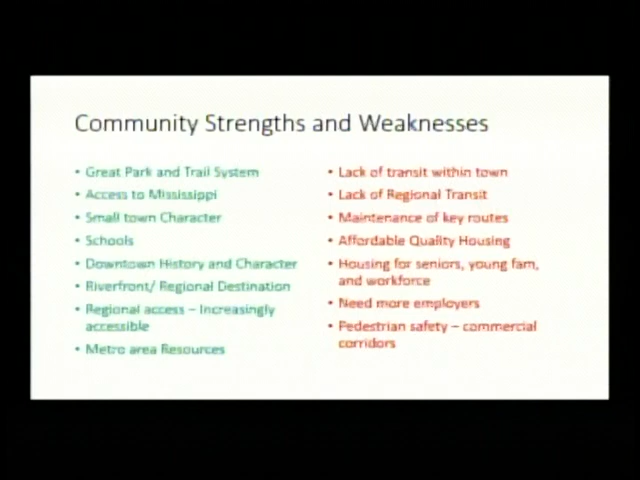 Community Strengths and Weaknesses
• Great Park and Trail System
• Access to Mississippi
• Small town Character
• Schools
• Downtown History and Character
• Riverfront/ Regional Destination
• Regional access – Increasingly
accessible
• Metro area Resources
• Lack of transit within town
• Lack of Regional Transit
• Maintenance of key routes
• Affordable Quality Housing
• Housing for seniors, young fam,
and workforce
• Need more employers
• Pedestrian safety – commercial
corridors